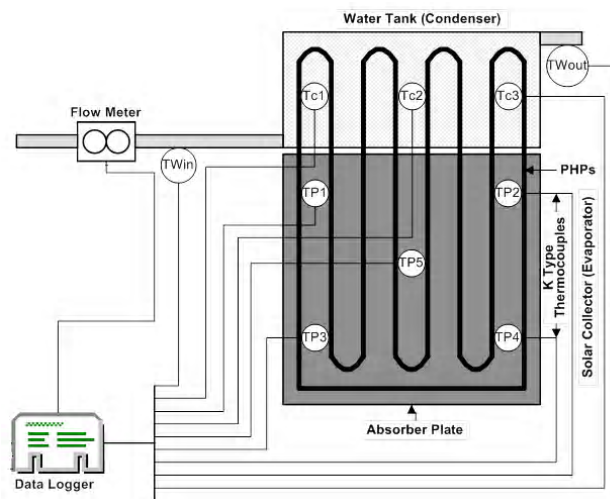 Water Tank (Condenser)
TWout
Tc1
Tc2
Tc3
Flow Meter
TWin
PHPs
TP1
TP2
K Type
Thermocouples
Solar Collector (Evaporator)
TP5
TP3
TP4
Absorber Plate
Data Logger